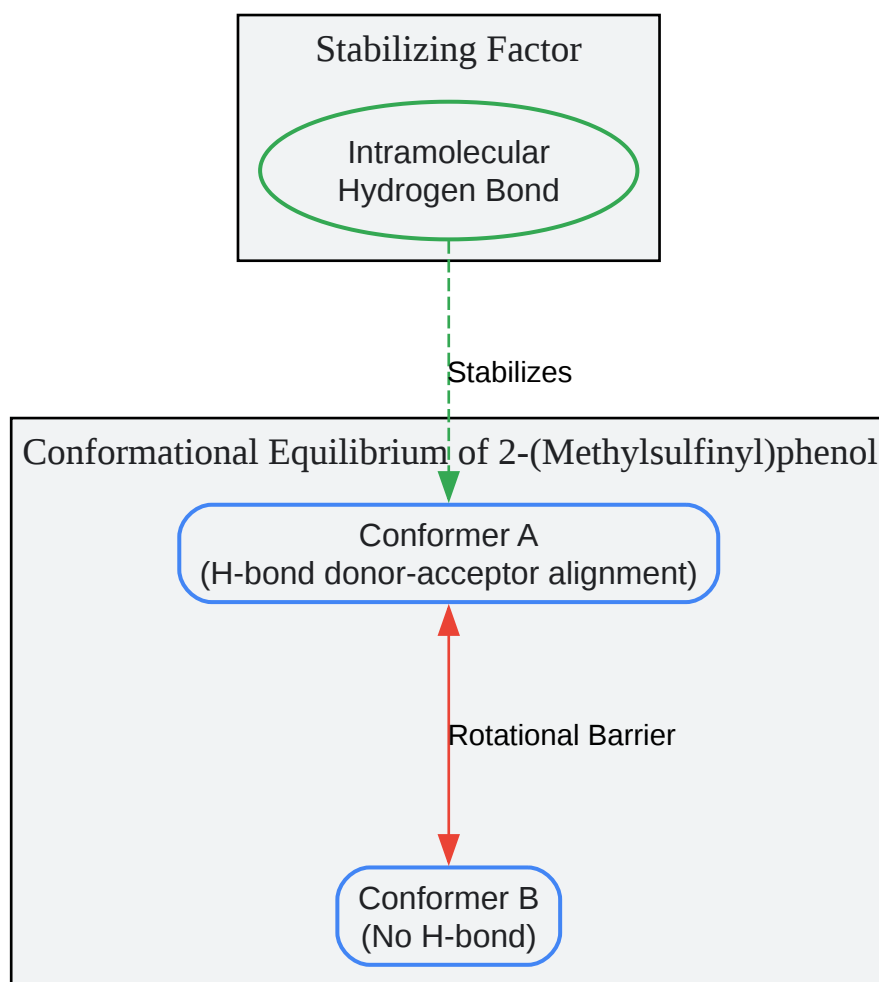 Stabilizing Factor
Intramolecular
Hydrogen Bond
Stabilizes
Conformational Equilibrium of 2-(Methylsulfinyl)phenol
Conformer A
(H-bond donor-acceptor alignment)
Rotational Barrier
Conformer B
(No H-bond)